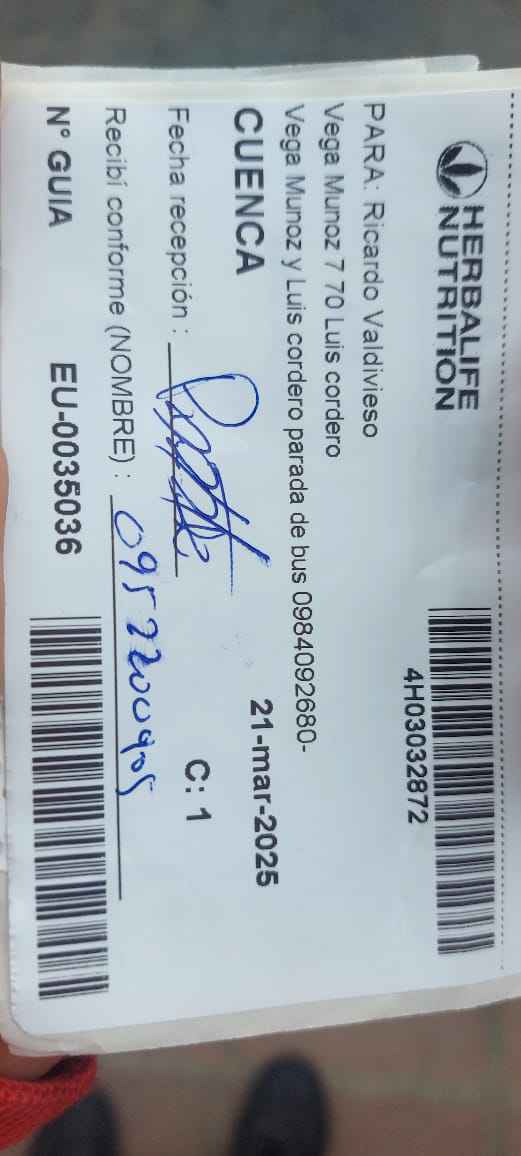 HERBALIFE
NUTRITION
4H03032872
PARA: Ricardo Valdivieso
Vega Munoz 7 70 Luis cordero
Vega Munoz y Luis cordero parada de bus 0984092680-
CUENCA 21-mar-2025
Fecha recepción : C: 1
Recibí conforme (NOMBRE) :
N° GUIA EU-0035036